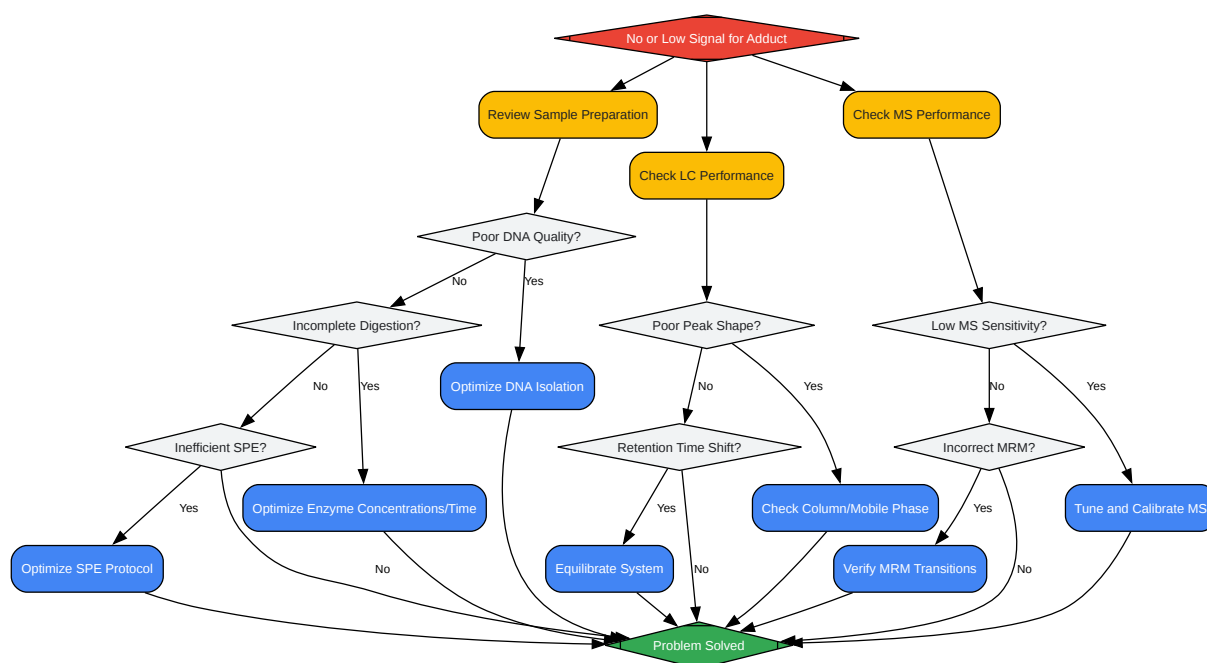 No or Low Signal for Adduct
Review Sample Preparation
Check MS Performance
Check LC Performance
Poor DNA Quality?
No
Yes
Incomplete Digestion?
Poor Peak Shape?
Low MS Sensitivity?
Optimize DNA Isolation
No
Yes
No
Yes
No
Yes
Inefficient SPE?
Retention Time Shift?
Incorrect MRM?
Yes
Optimize Enzyme Concentrations/Time
Yes
Check Column/Mobile Phase
Yes
Tune and Calibrate MS
Optimize SPE Protocol
No
Equilibrate System
No
Verify MRM Transitions
No
Problem Solved